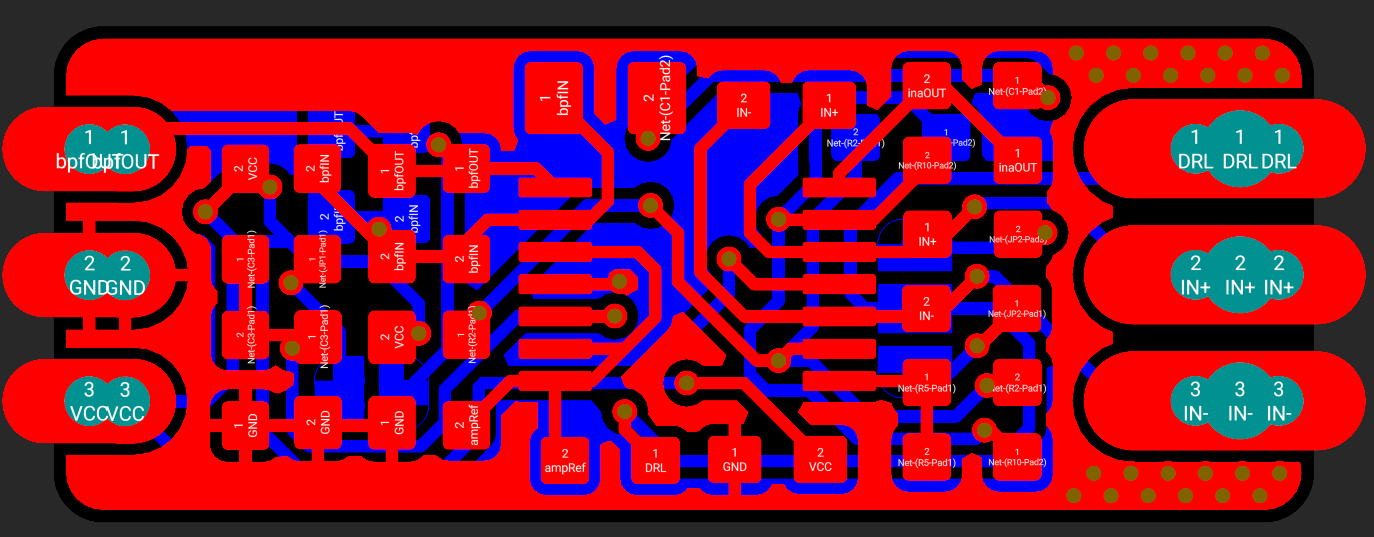 1
bpfOUT
1
bpfOUT
2
GND
2
GND
3
VCC
3
VCC
2
VCC
2
bpfIN
1
bpfOUT
1
bpfOUT
1
Net-(C3-Pad1)
1
Net-(JP1-Pad1)
2
bpfIN
2
bpfIN
2
bpfIN
2
Net-(C3-Pad1)
1
Net-(C3-Pad1)
2
VCC
1
Net-(R2-Pad1)
1
GND
2
GND
1
GND
2
ampRef
1
bpfIN
2
Net-(C1-Pad2)
2
IN-
1
IN+
2
inaOUT
1
Net-(C1-Pad2)
2
1
2
Net-(R10-Pad2)
1
inaOUT
1
IN+
2
2
IN-
1
Net-(JP2-Pad1)
1
Net-(R5-Pad1)
2
Net-(R2-Pad1)
2
Net-(R5-Pad1)
1
Net-(R10-Pad2)
2
ampRef
1
DRL
1
GND
2
VCC
1
DRL
1
DRL
1
DRL
2
IN+
2
IN+
2
IN+
3
IN-
3
IN-
3
IN-